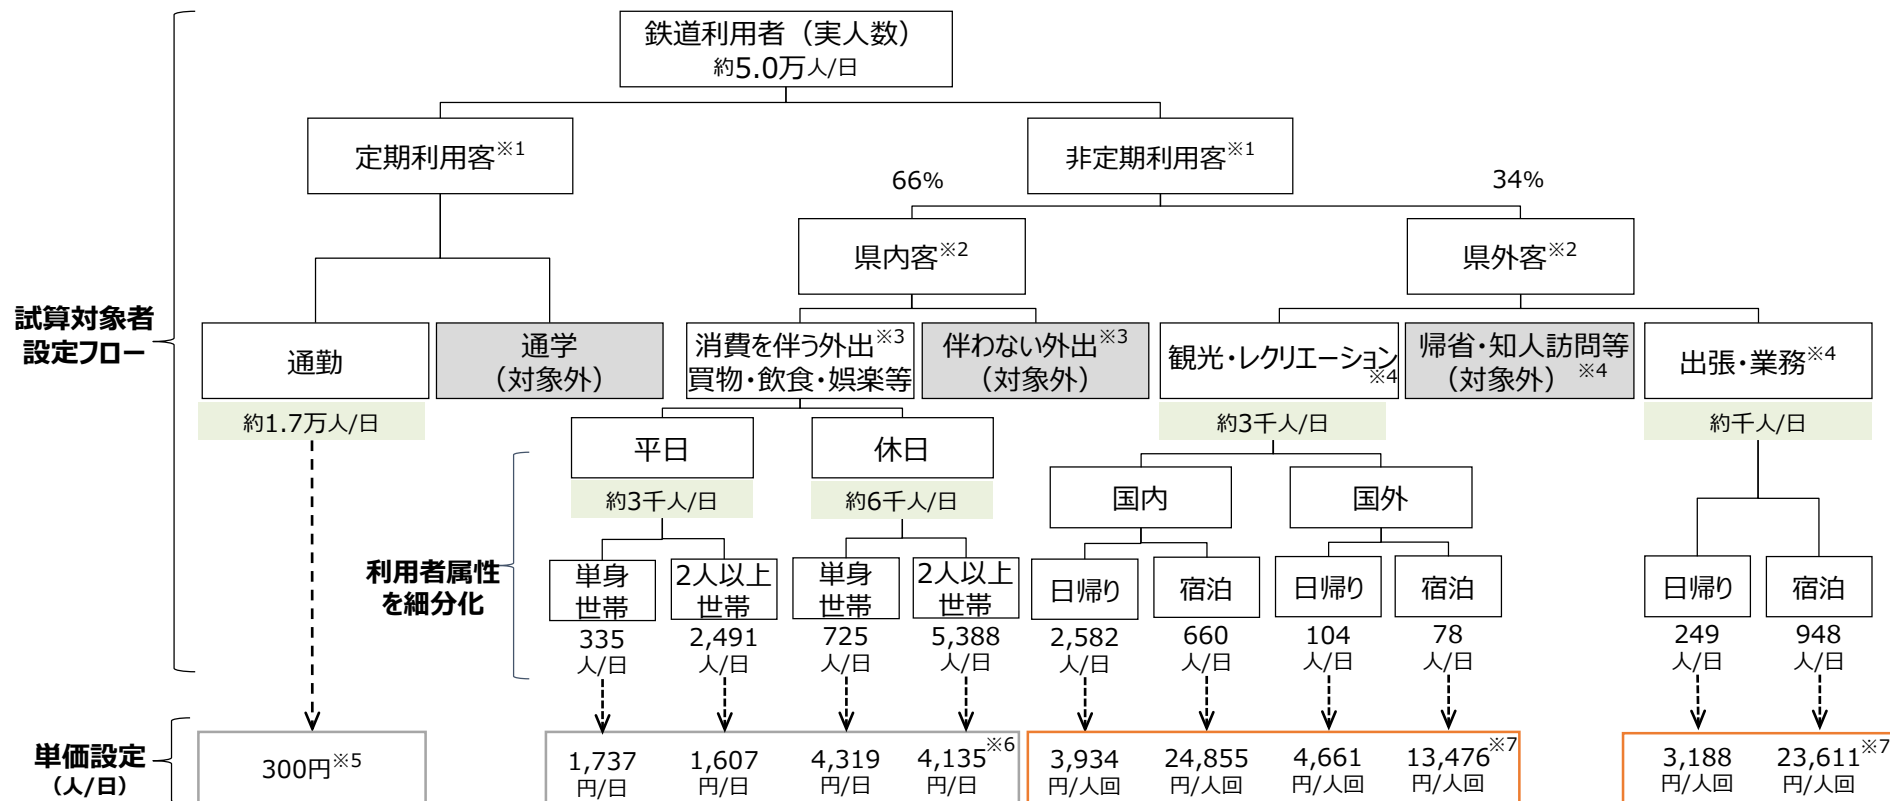 鉄道利用者（実人数）
約5.0万人/日
定期利用客※1
非定期利用客※1
66%
34%
県内客※2
県外客※2
試算対象者
設定フロー
通勤
通学
（対象外）
消費を伴う外出※3
買物・飲食・娯楽等
伴わない外出※3
（対象外）
観光・レクリエーション
※4
帰省・知人訪問等
（対象外）※4
出張・業務※4
約1.7万人/日
約3千人/日
約千人/日
平日
休日
約3千人/日
約6千人/日
国内
国外
利用者属性
を細分化
単身
世帯
2人以上
世帯
単身
世帯
2人以上
世帯
日帰り
宿泊
日帰り
宿泊
日帰り
宿泊
335
人/日
2,491
人/日
725
人/日
5,388
人/日
2,582
人/日
660
人/日
104
人/日
78
人/日
249
人/日
948
人/日
単価設定
（人/日）
300円※5
1,737
円/日
1,607
円/日
4,319
円/日
4,135※6
円/日
3,934
円/人回
24,855
円/人回
4,661
円/人回
13,476※7
円/人回
3,188
円/人回
23,611※7
円/人回